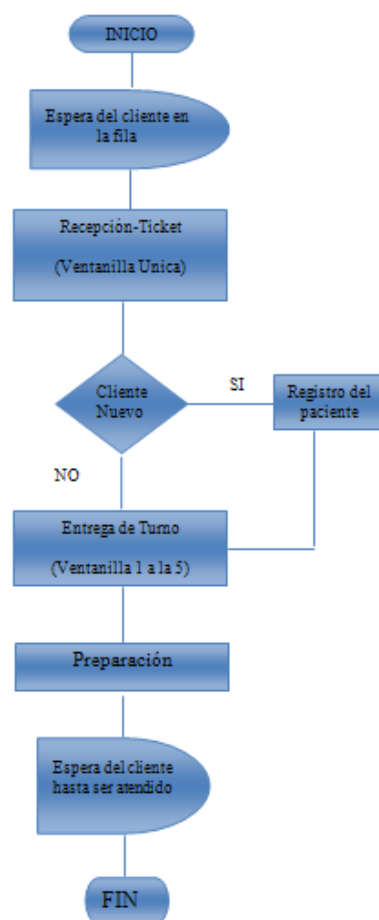 INICIO
Espera del cliente en
la fila
Recepción-Ticket
(Ventanilla Unica)
Cliente
Nuevo
SI
Registro del
paciente
NO
Entrega de Turno
(Ventanilla 1 a la 5)
Preparación
Espera del cliente
hasta ser atendido
FIN